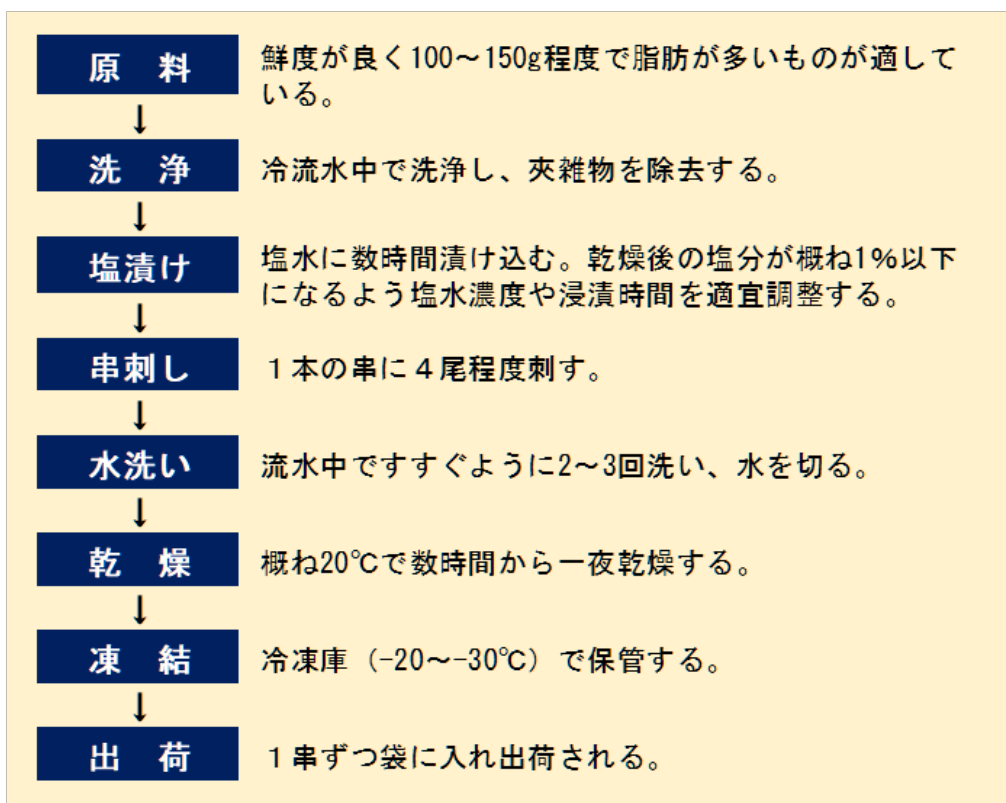 原　料
鮮度が良く100～150g程度で脂肪が多いものが適して
いる。
↓
洗　浄
冷流水中で洗浄し、夾雑物を除去する。
↓
塩漬け
塩水に数時間漬け込む。乾燥後の塩分が概ね1%以下
になるよう塩水濃度や浸漬時間を適宜調整する。
↓
串刺し
１本の串に４尾程度刺す。
↓
水洗い
流水中ですすぐように2～3回洗い、水を切る。
↓
乾　燥
概ね20℃で数時間から一夜乾燥する。
↓
凍　結
冷凍庫（-20～-30℃）で保管する。
↓
出　荷
１串ずつ袋に入れ出荷される。